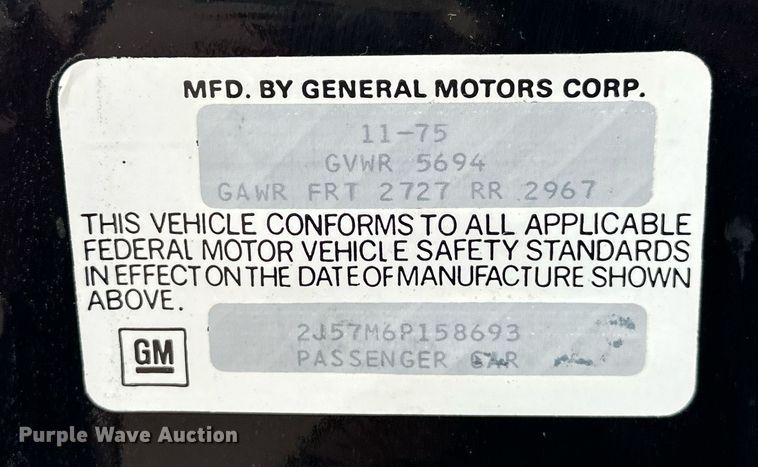 MFD. BY GENERAL MOTORS CORP.
11-75
GVWR 5694
GAWR FRT 2727 RR 2967
THIS VEHICLE CONFORMS TO ALL APPLICABLE
FEDERAL MOTOR VEHICLE SAFETY STANDARDS
IN EFFECT ON THE DATE OF MANUFACTURE SHOWN
ABOVE.
2J57M6P158693
PASSENGER CAR
GM
Purple Wave Auction